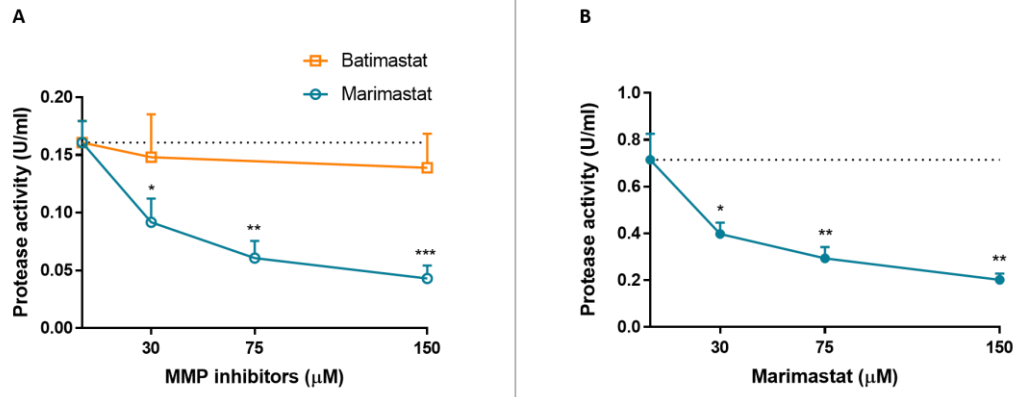 A
Batimastat
Marimastat
Protease activity (U/ml)
0.20
0.15
0.10
0.05
0.00
*
**
***
30
75
150
MMP inhibitors (μM)
B
Protease activity (U/ml)
1.0
0.8
0.6
0.4
0.2
0.0
*
**
**
30
75
150
Marimastat (μM)